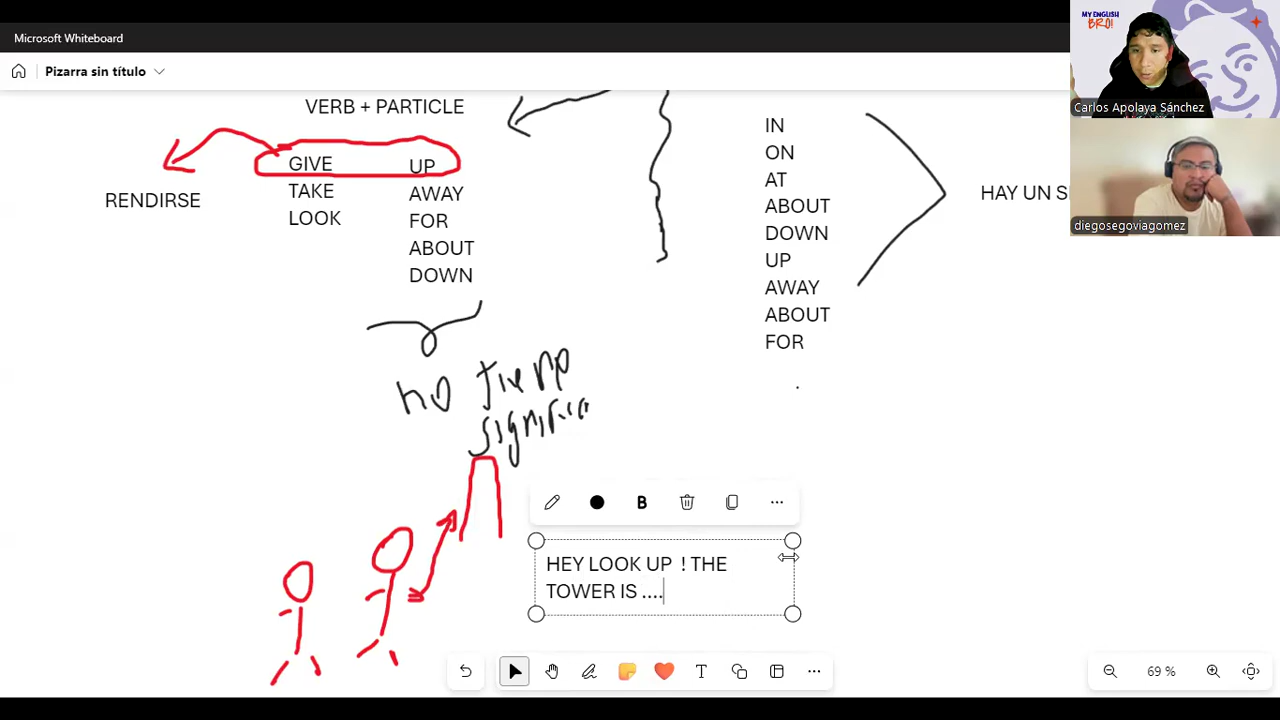 Microsoft Whiteboard
Pizarra sin título
MY ENGLISH
BRO!
Carlos Apolaya Sánchez
diegosegoviagomez
VERB + PARTICLE
RENDIRSE
GIVE UP
TAKE AWAY
LOOK FOR
ABOUT
DOWN
IN
ON
AT
ABOUT
DOWN
UP
AWAY
ABOUT
FOR
HAY UN
no
HEY LOOK UP ! THE
TOWER IS ....
69 %